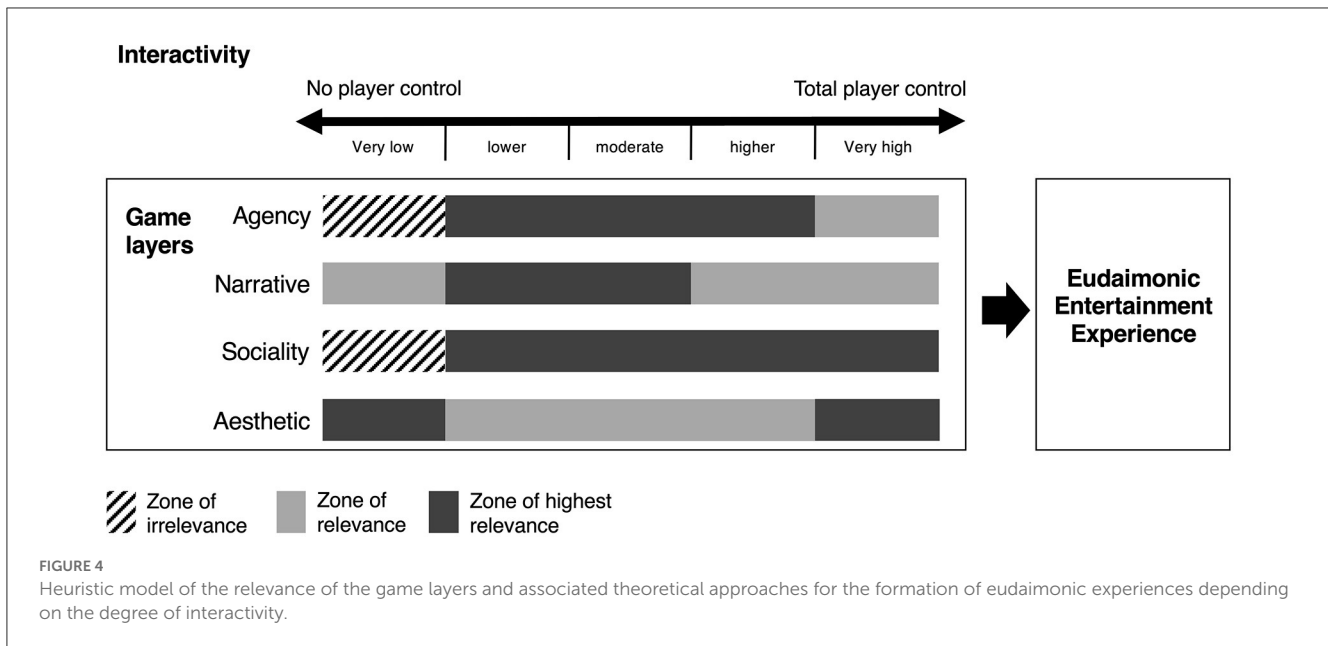 Interactivity
No player control
Total player control
Very low
lower
moderate
higher
Very high
Game
layers
Agency
Narrative
Sociality
Aesthetic
Eudaimonic
Entertainment
Experience
Zone of
irrelevance
Zone of
relevance
Zone of highest
relevance
FIGURE 4
Heuristic model of the relevance of the game layers and associated theoretical approaches for the formation of eudaimonic experiences depending
on the degree of interactivity.